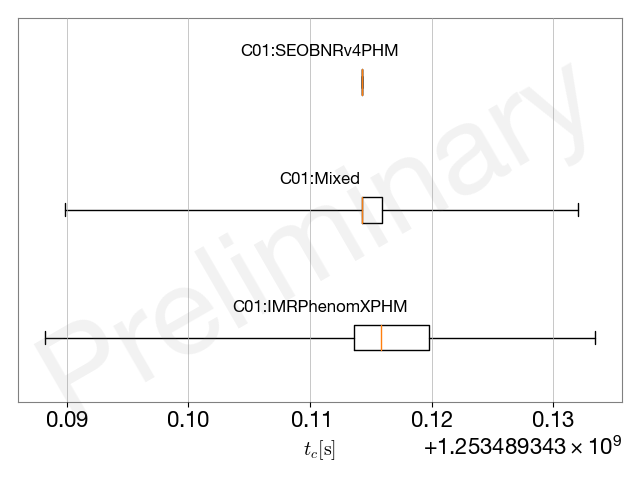 C01:SEOBNRv4PHM
C01:Mixed
C01:IMRPhenomXPHM
Preliminary
0.09 0.10 0.11 0.12 0.13
t_c[s]
+1.253489343 × 10⁹